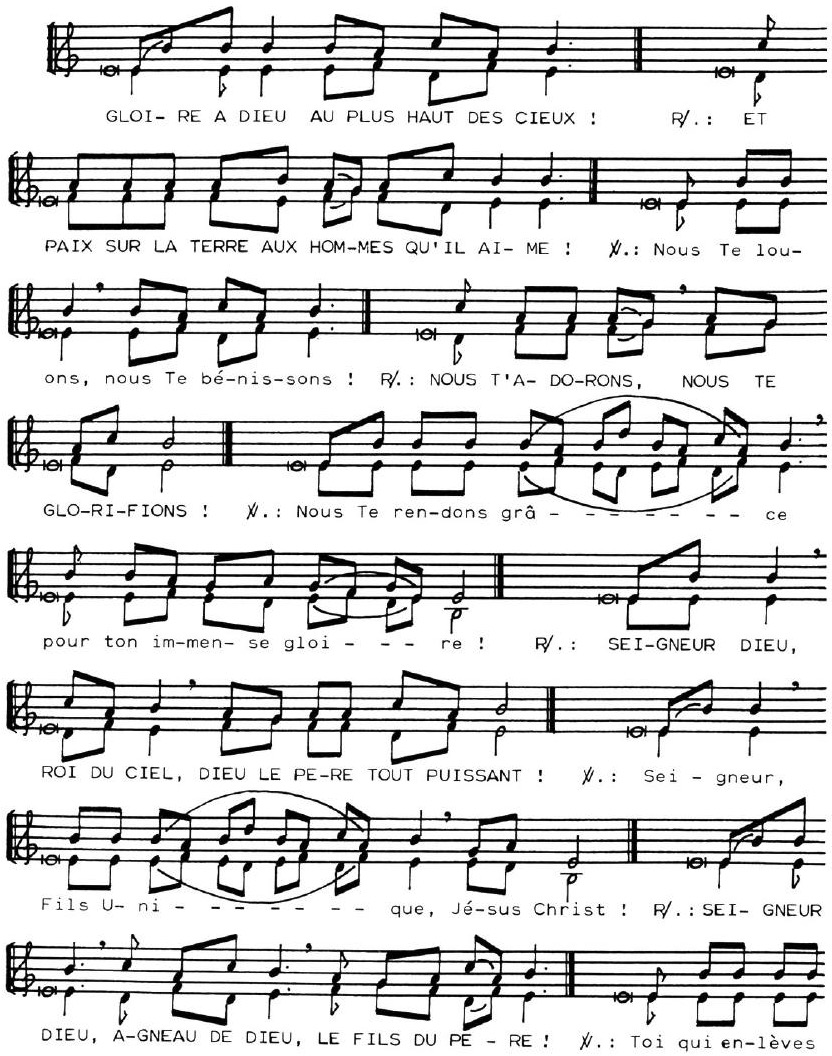 GLOI- RE A DIEU AU PLUS HAUT DES CIEUX ! R/.: ET
PAIX SUR LA TERRE AUX HOM-MES QU'IL AI- ME ! V/.: Nous Te lou-
ons, nous Te bé-nis-sons ! R/.: NOUS T'A- DO-RONS, NOUS TE
GLO-RI-FIONS ! V/.: Nous Te ren-dons grâ - - - - - - - ce
pour ton im-men- se gloi - - - re ! R/.: SEI-GNEUR DIEU,
ROI DU CIEL, DIEU LE PE-RE TOUT PUISSANT ! V/.: Sei - gneur,
Fils U- ni - - - - - - - que, Jé-sus Christ ! R/.: SEI- GNEUR
DIEU, A-GNEAU DE DIEU, LE FILS DU PE - RE ! V/.: Toi qui en-lèves